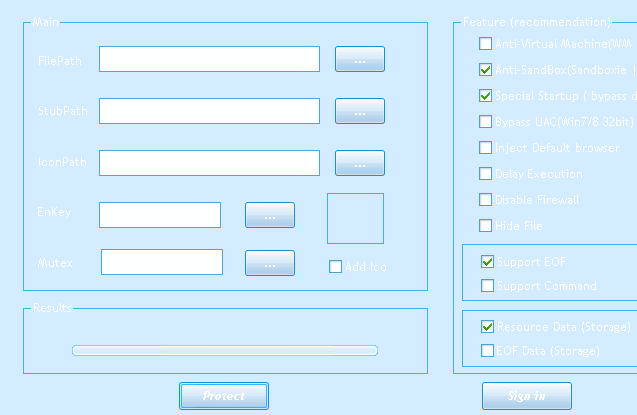 Main
FilePath
...
StubPath
...
IconPath
...
EnKey
...
Mutex
...
Add Ico
Results
Protect
Feature (recommendation)
Anti-Virtual Machine(WM
Anti-SandBox(Sandboxie |
Special Startup ( bypass d
Bypass UAC(Win7/8 32bit)
Inject Default browser
Delay Execution
Disable Firewall
Hide File
Support EOF
Support Command
Resource Data (Storage)
EOF Data (Storage)
Sign in